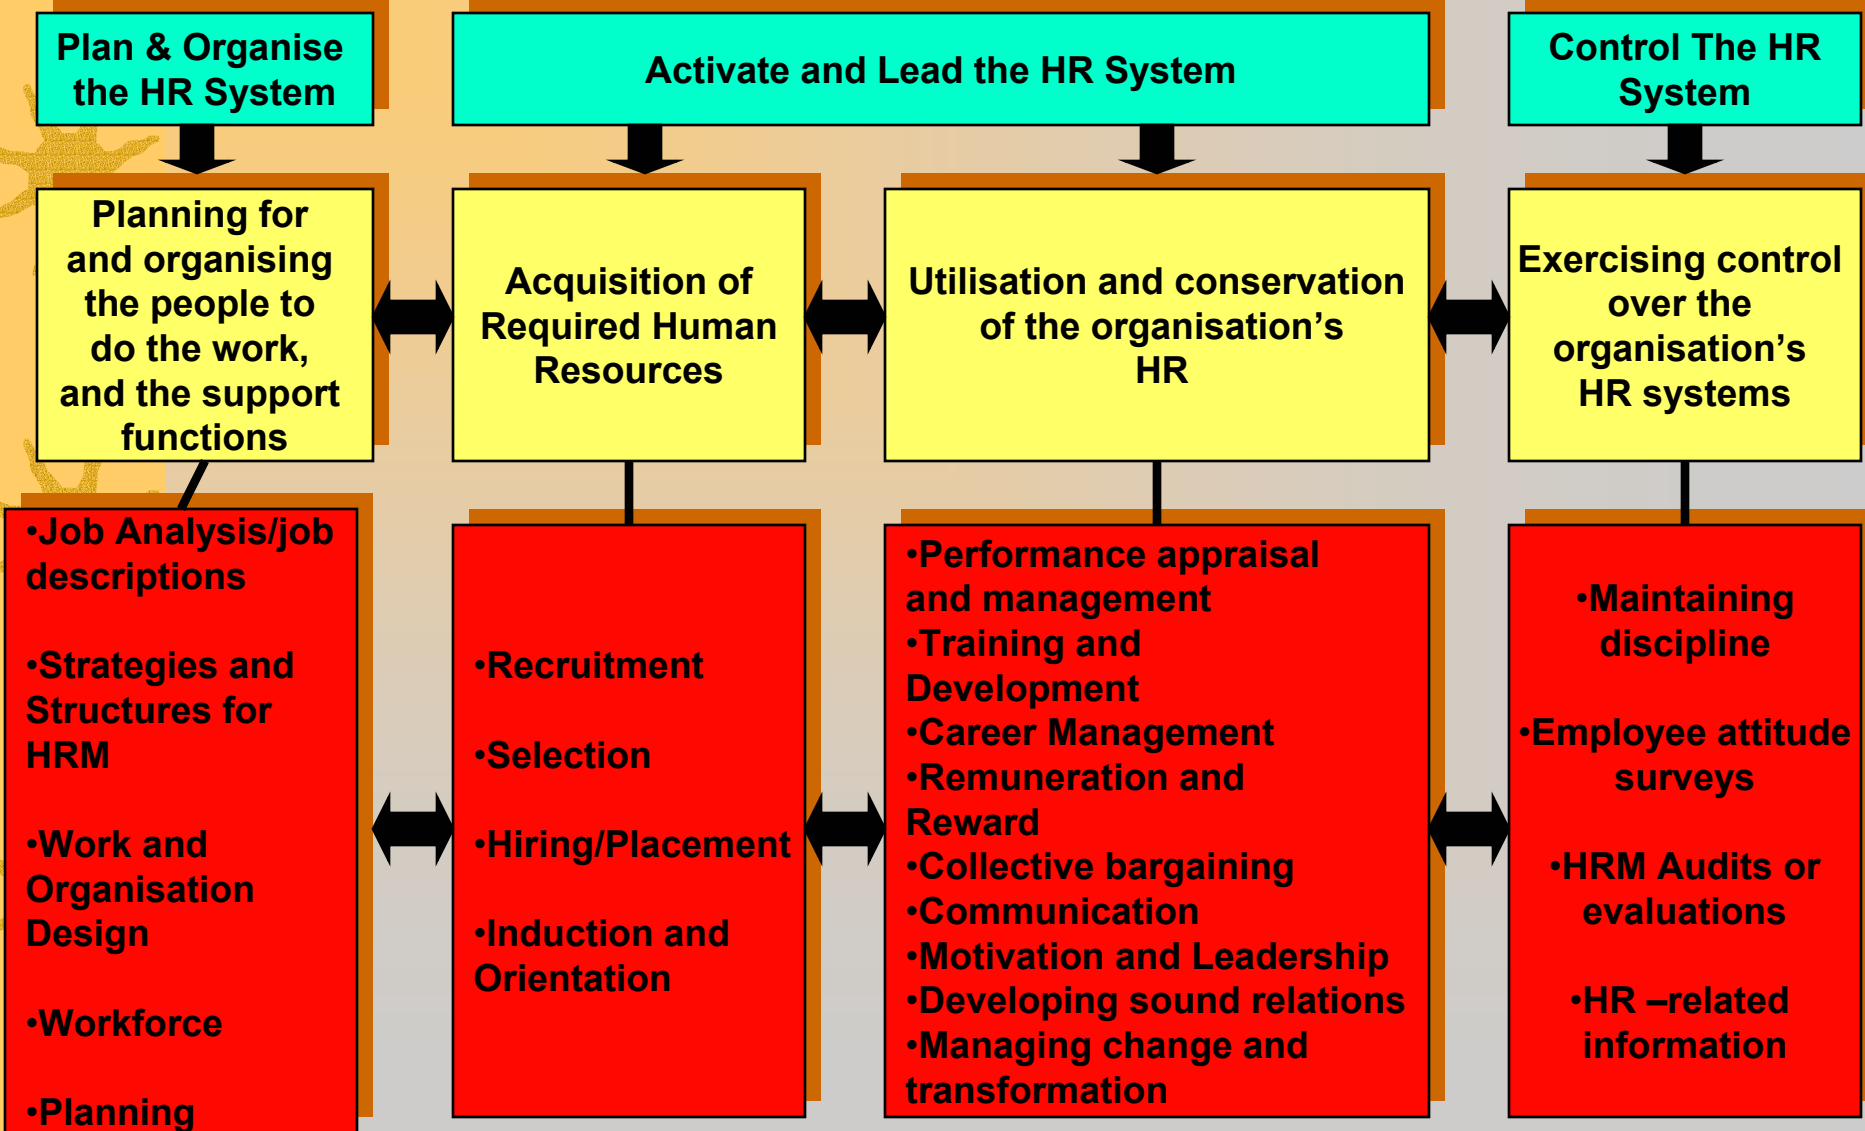 Plan & Organise
the HR System
Activate and Lead the HR System
Control The HR
System
Planning for
and organising
the people to
do the work,
and the support
functions
Acquisition of
Required Human
Resources
Utilisation and conservation
of the organisation’s
HR
Exercising control
over the
organisation’s
HR systems
•Job Analysis/job
descriptions
•Strategies and
Structures for
HRM
•Work and
Organisation
Design
•Workforce
•Planning
•Recruitment
•Selection
•Hiring/Placement
•Induction and
Orientation
•Performance appraisal
and management
•Training and
Development
•Career Management
•Remuneration and
Reward
•Collective bargaining
•Communication
•Motivation and Leadership
•Developing sound relations
•Managing change and
transformation
•Maintaining
discipline
•Employee attitude
surveys
•HRM Audits or
evaluations
•HR –related
information